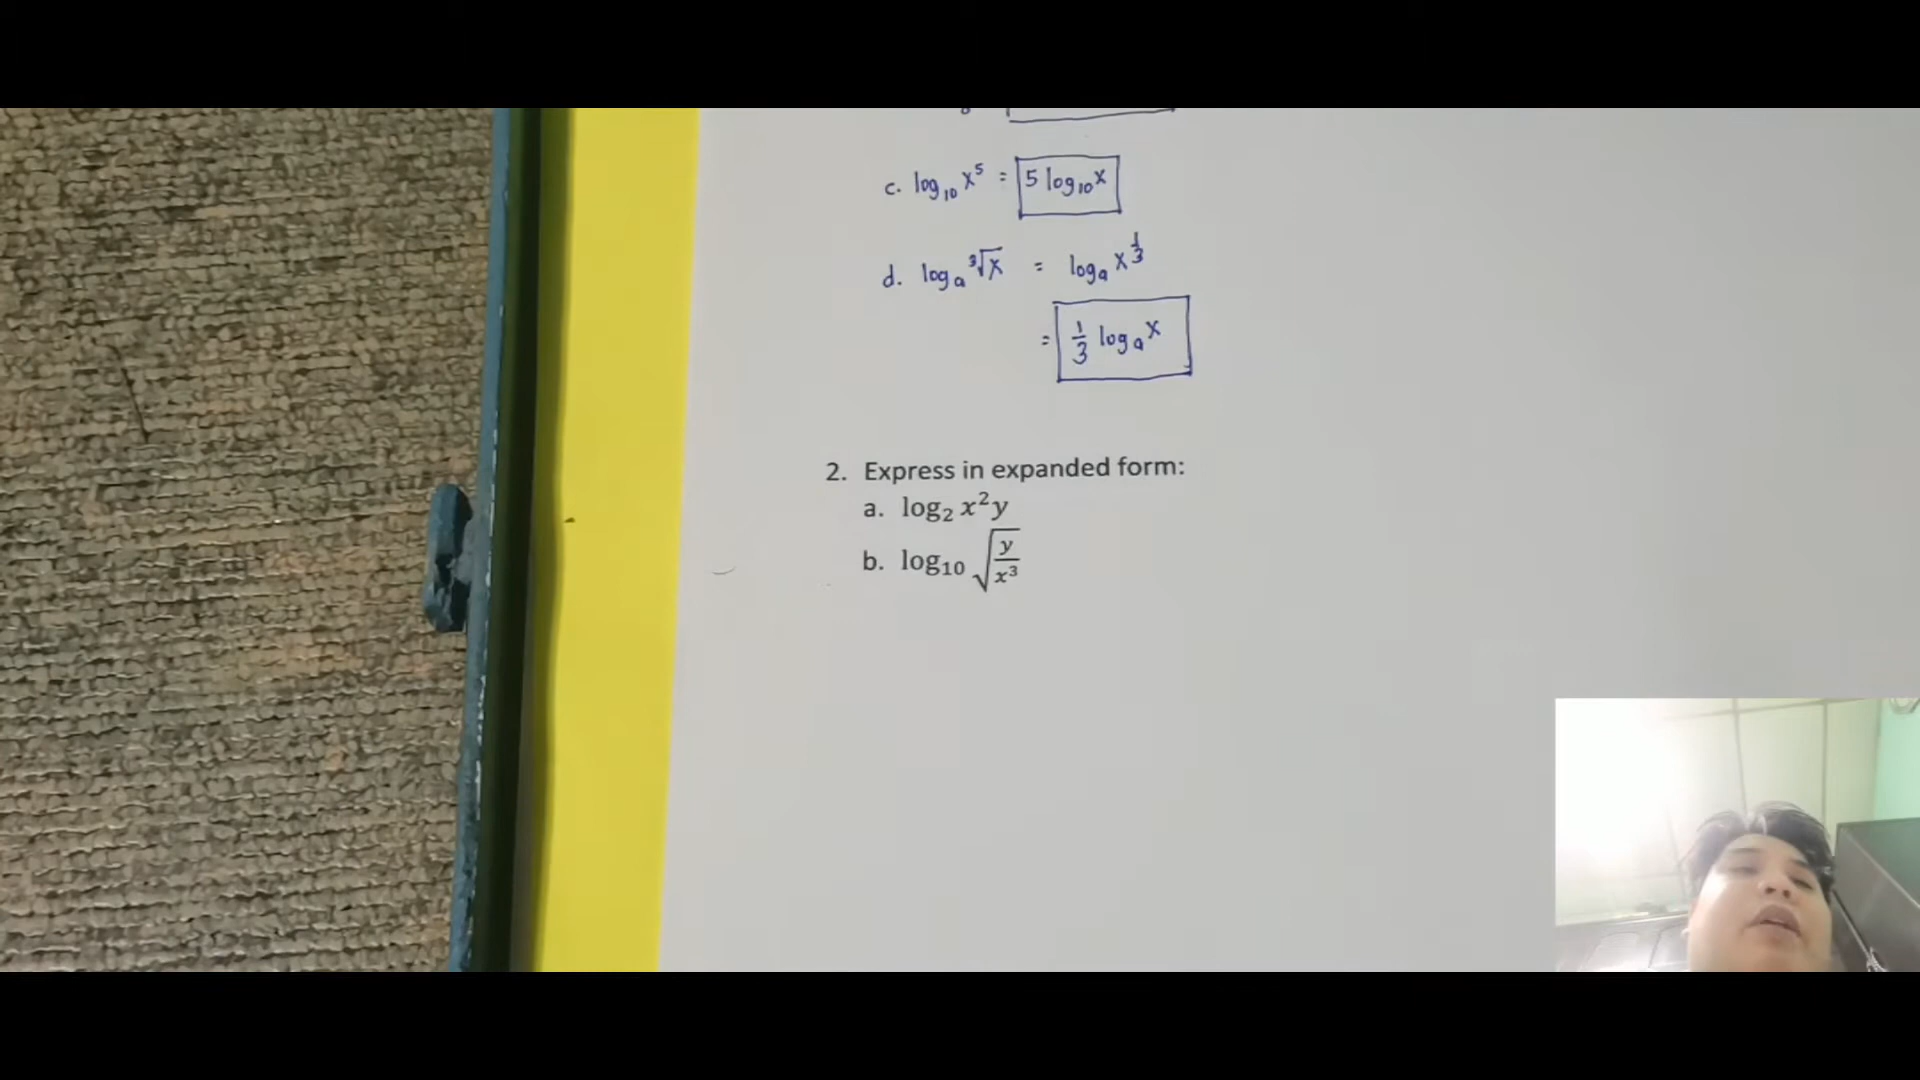 c. log₁₀ x⁵ = 5 log₁₀ x
d. logₐ ∛x = logₐ x^(1/3)
= 1/3 logₐ x
2. Express in expanded form:
a. log₂ x²y
b. log₁₀ √(y/x³)